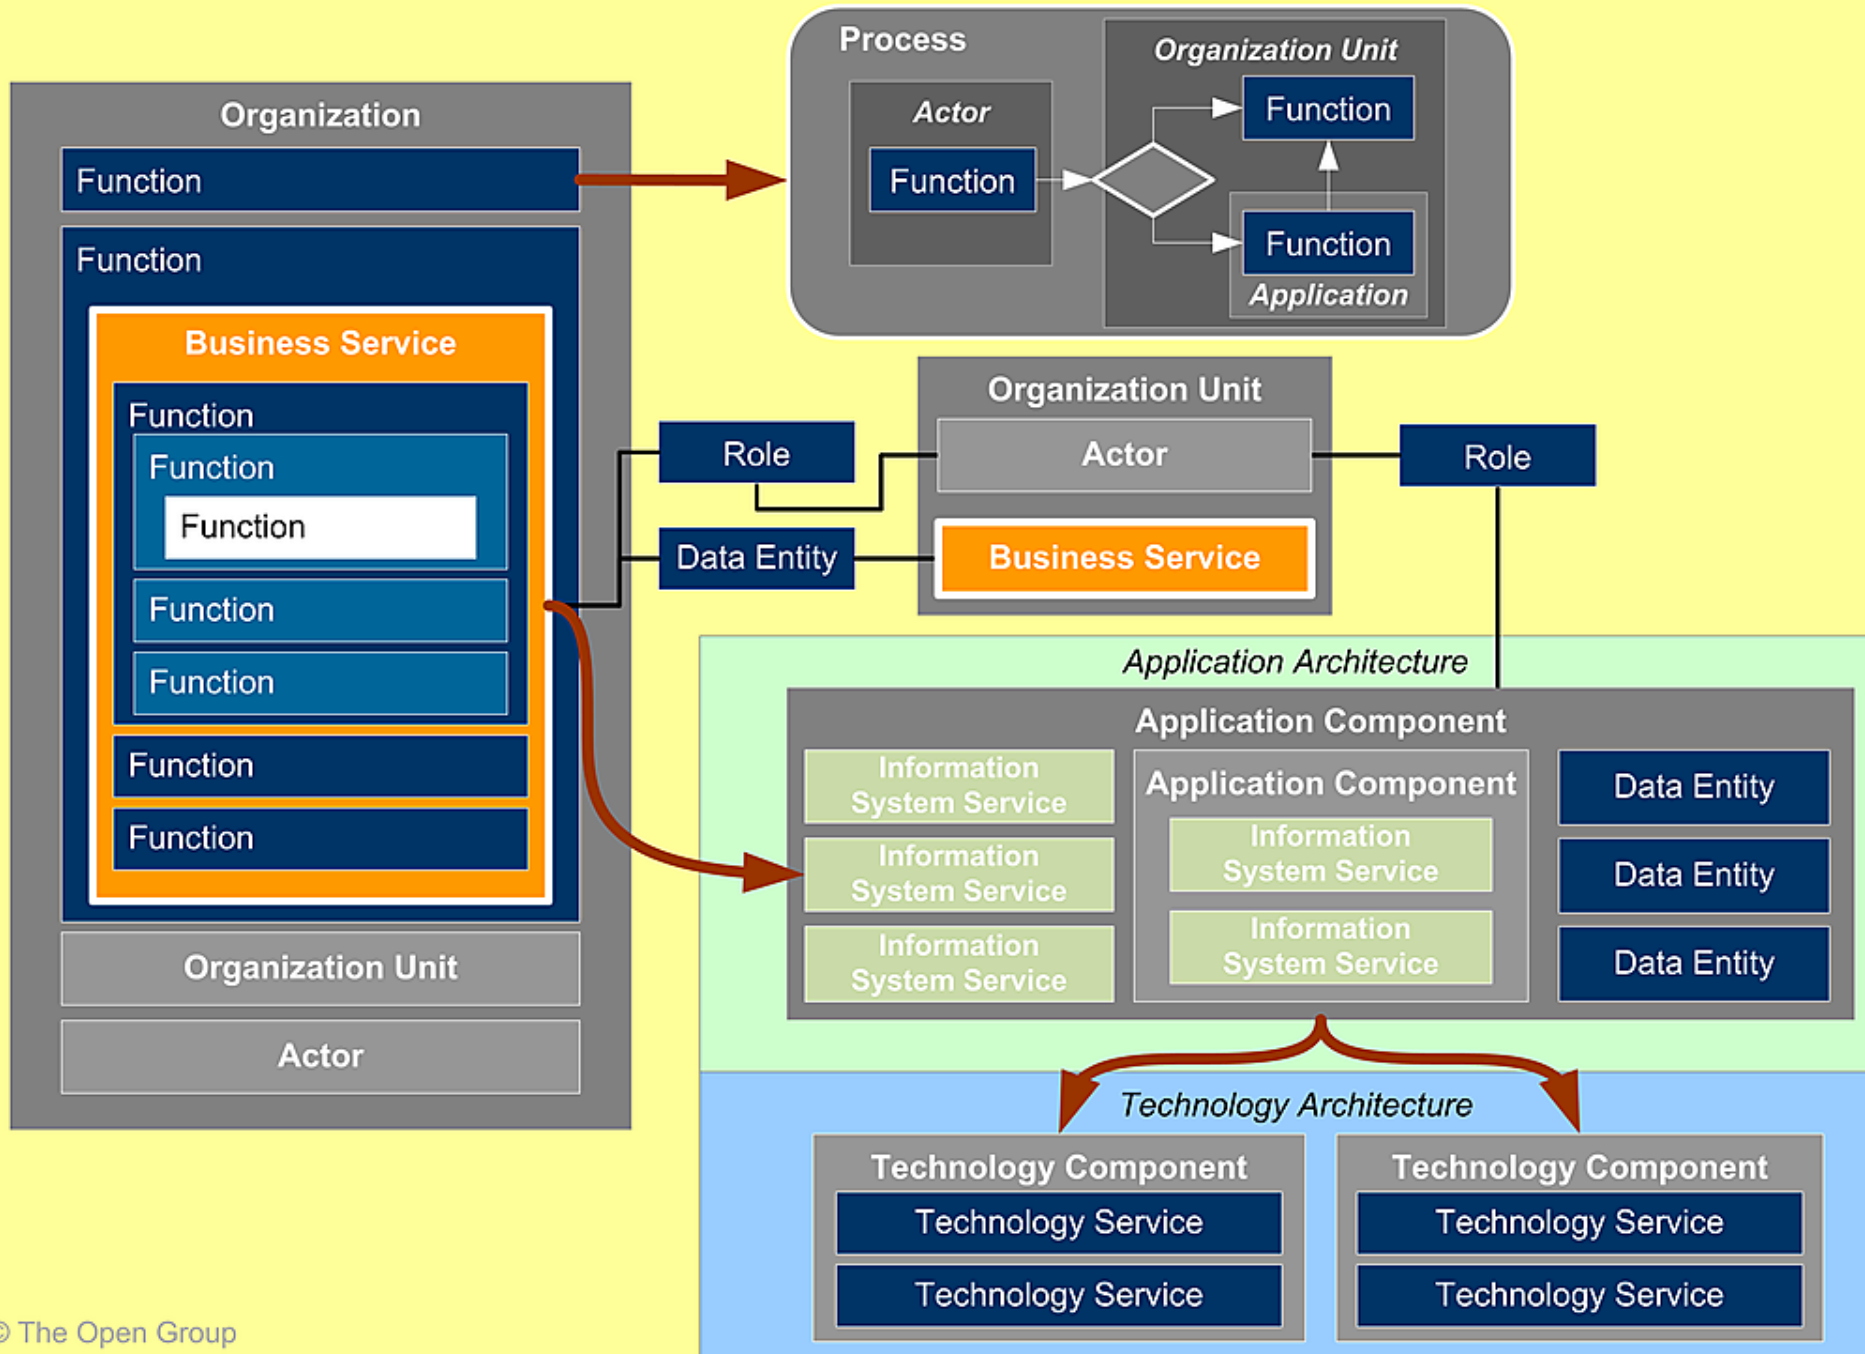 Organization
Function
Function
Business Service
Function
Function
Function
Function
Function
Function
Function
Organization Unit
Actor
Process
Actor
Function
Organization Unit
Function
Function
Application
Role
Data Entity
Organization Unit
Actor
Business Service
Role
Application Architecture
Application Component
Information
System Service
Information
System Service
Information
System Service
Application Component
Information
System Service
Information
System Service
Data Entity
Data Entity
Data Entity
Technology Architecture
Technology Component
Technology Service
Technology Service
Technology Component
Technology Service
Technology Service
© The Open Group